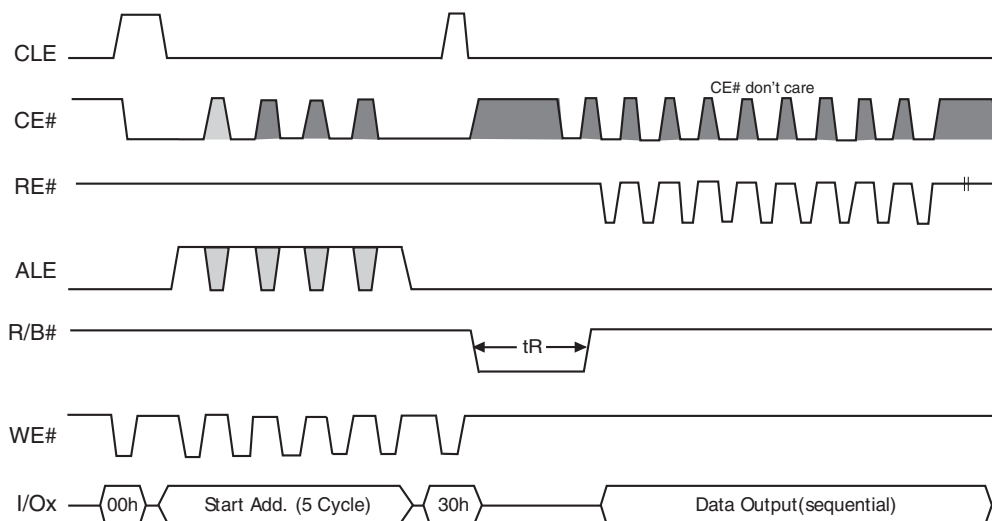 CLE
CE# don't care
CE#
RE#
ALE
R/B#
tR
WE#
I/Ox 00h Start Add. (5 Cycle) 30h Data Output(sequential)